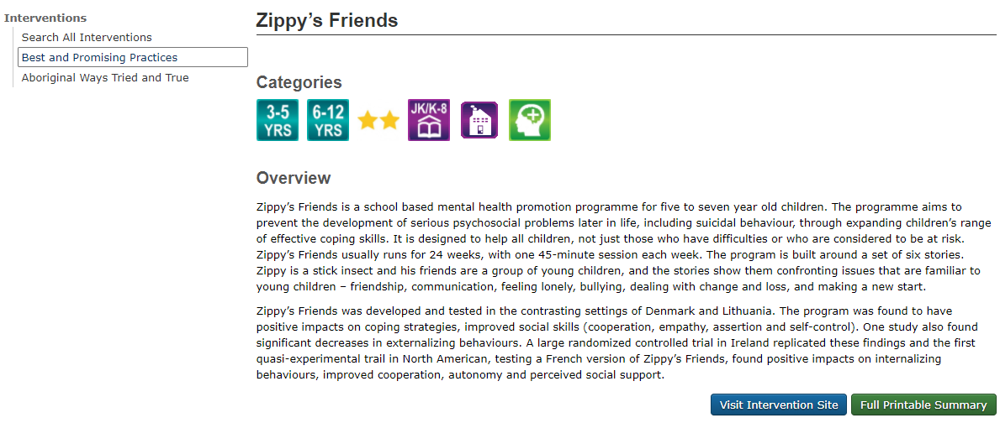 Interventions
Search All Interventions
Best and Promising Practices
Aboriginal Ways Tried and True
Zippy’s Friends
Categories
3-5 YRS
6-12 YRS
JK/K-8
Overview
Zippy’s Friends is a school based mental health promotion programme for five to seven year old children. The programme aims to
prevent the development of serious psychosocial problems later in life, including suicidal behaviour, through expanding children’s range
of effective coping skills. It is designed to help all children, not just those who have difficulties or who are considered to be at risk.
Zippy’s Friends usually runs for 24 weeks, with one 45-minute session each week. The program is built around a set of six stories.
Zippy is a stick insect and his friends are a group of young children, and the stories show them confronting issues that are familiar to
young children – friendship, communication, feeling lonely, bullying, dealing with change and loss, and making a new start.
Zippy’s Friends was developed and tested in the contrasting settings of Denmark and Lithuania. The program was found to have
positive impacts on coping strategies, improved social skills (cooperation, empathy, assertion and self-control). One study also found
significant decreases in externalizing behaviours. A large randomized controlled trial in Ireland replicated these findings and the first
quasi-experimental trail in North American, testing a French version of Zippy’s Friends, found positive impacts on internalizing
behaviours, improved cooperation, autonomy and perceived social support.
Visit Intervention Site
Full Printable Summary